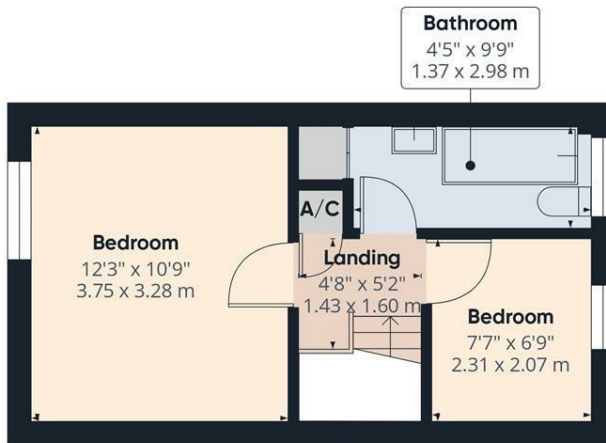 Bathroom
4'5" x 9'9"
1.37 x 2.98 m
A/C
Bedroom
12'3" x 10'9"
3.75 x 3.28 m
Landing
4'8" x 5'2"
1.43 x 1.60 m
Bedroom
7'7" x 6'9"
2.31 x 2.07 m